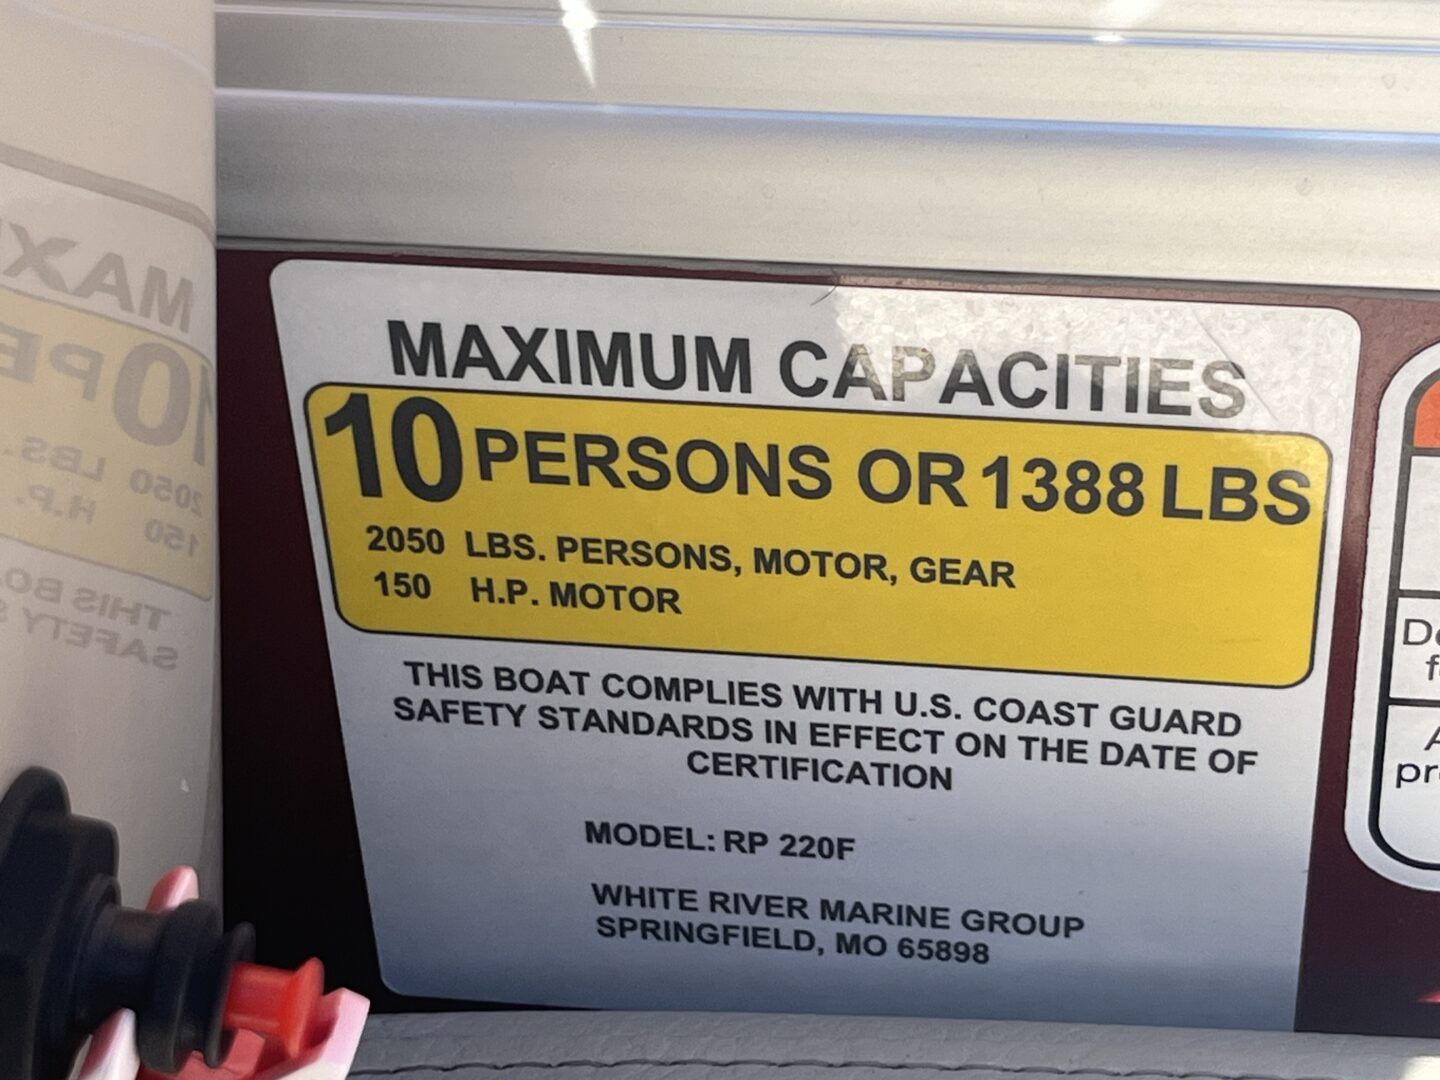 MAXIMUM CAPACITIES
10 PERSONS OR 1388 LBS
2050 LBS. PERSONS, MOTOR, GEAR
150 H.P. MOTOR
THIS BOAT COMPLIES WITH U.S. COAST GUARD
SAFETY STANDARDS IN EFFECT ON THE DATE OF
CERTIFICATION
MODEL: RP 220F
WHITE RIVER MARINE GROUP
SPRINGFIELD, MO 65898